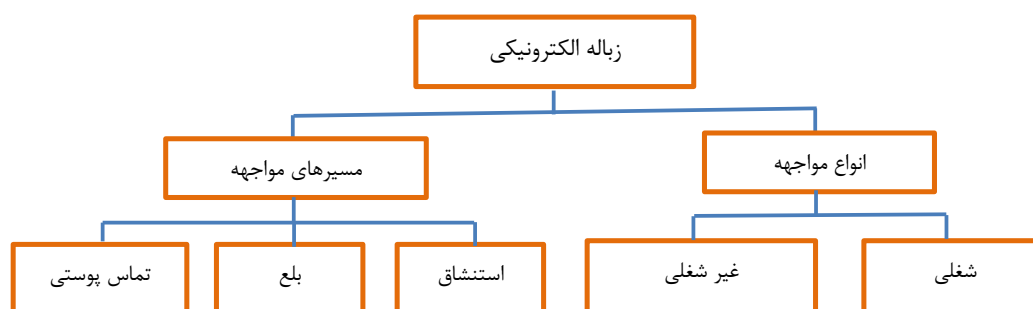 زباله الکترونیکی
انواع مواجهه
مسیرهای مواجهه
شغلی
غیر شغلی
استنشاق
بلع
تماس پوستی